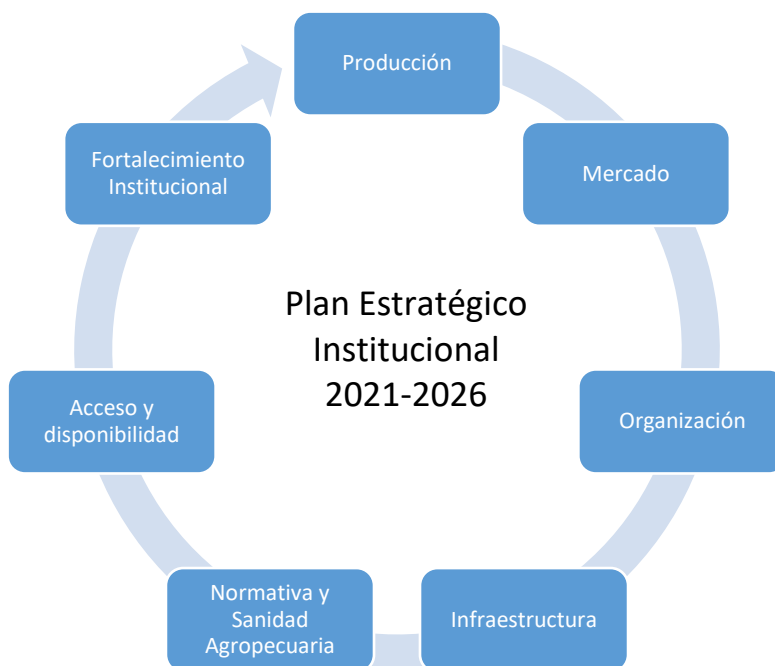 Producción
Mercado
Organización
Infraestructura
Normativa y
Sanidad
Agropecuaria
Acceso y
disponibilidad
Fortalecimiento
Institucional
Plan Estratégico
Institucional
2021-2026